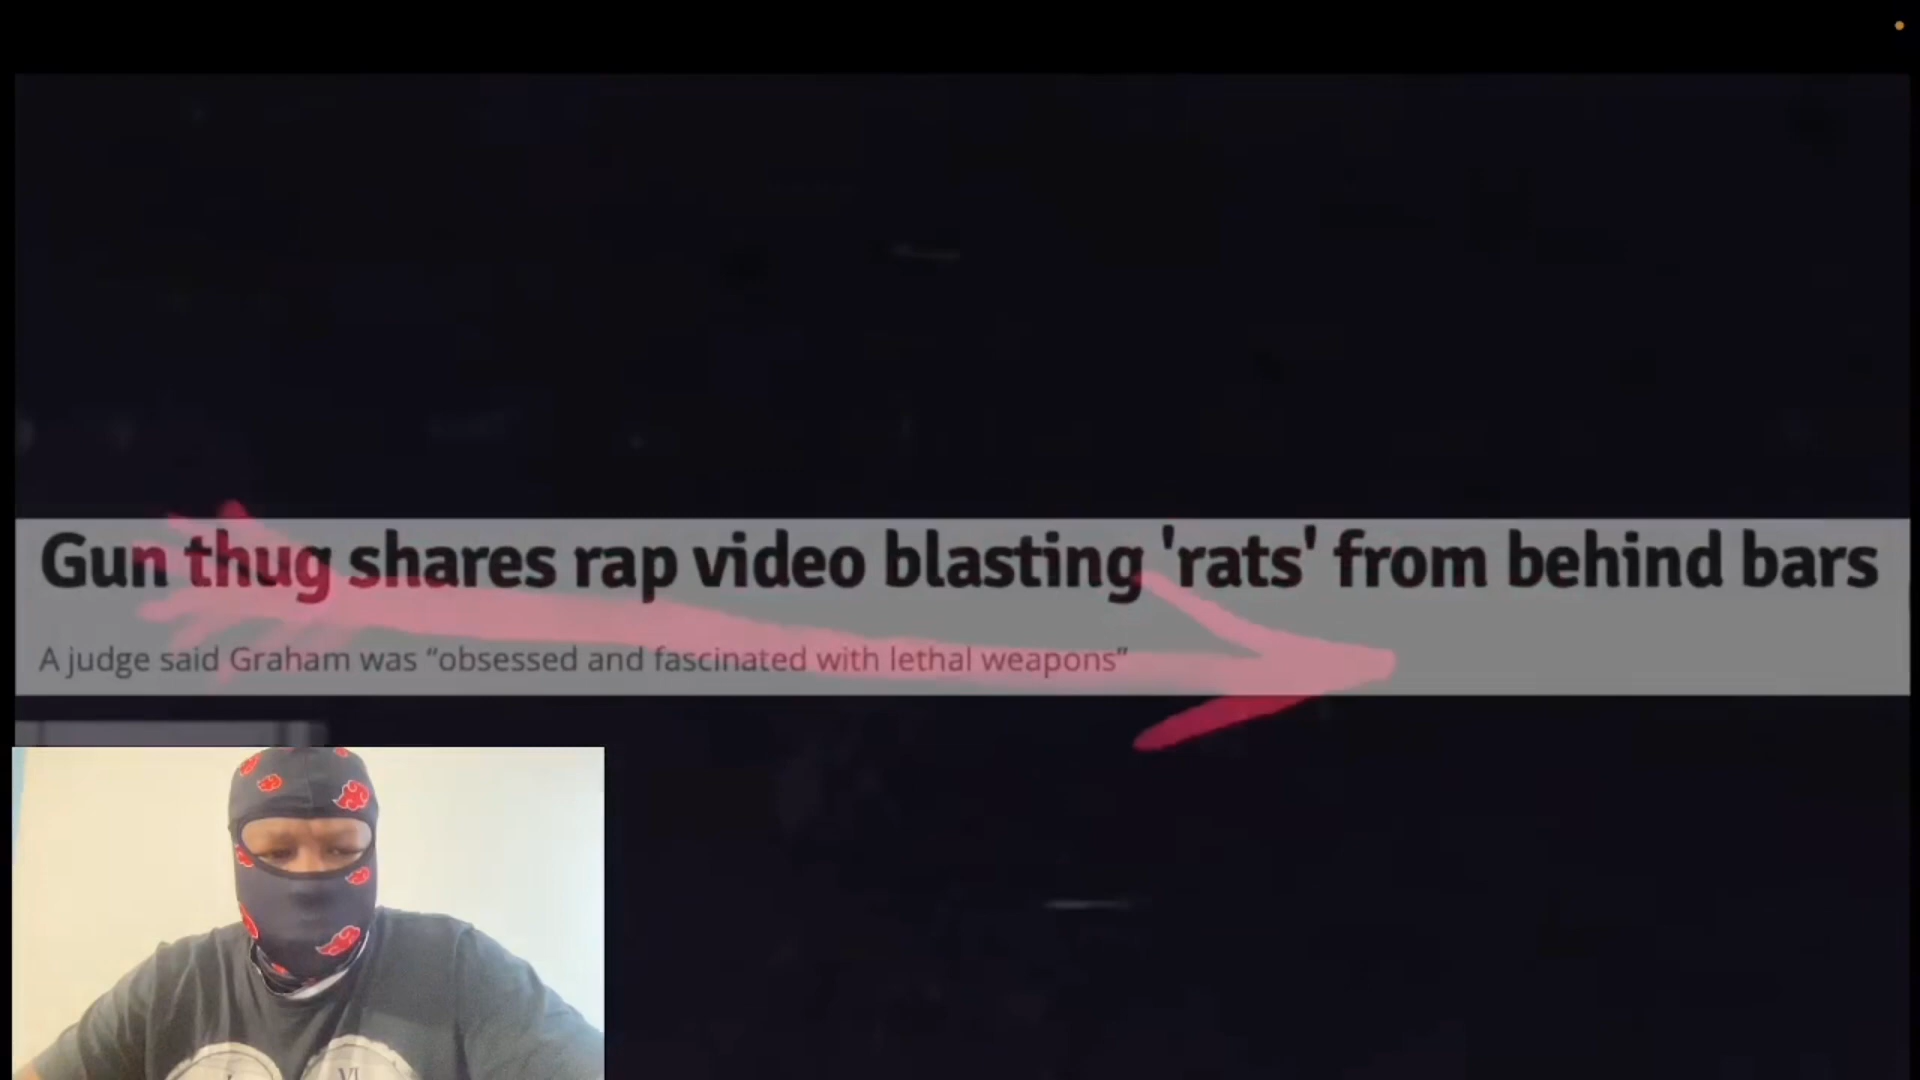 Gun thug shares rap video blasting 'rats' from behind bars
A judge said Graham was “obsessed and fascinated with lethal weapons”
I VI